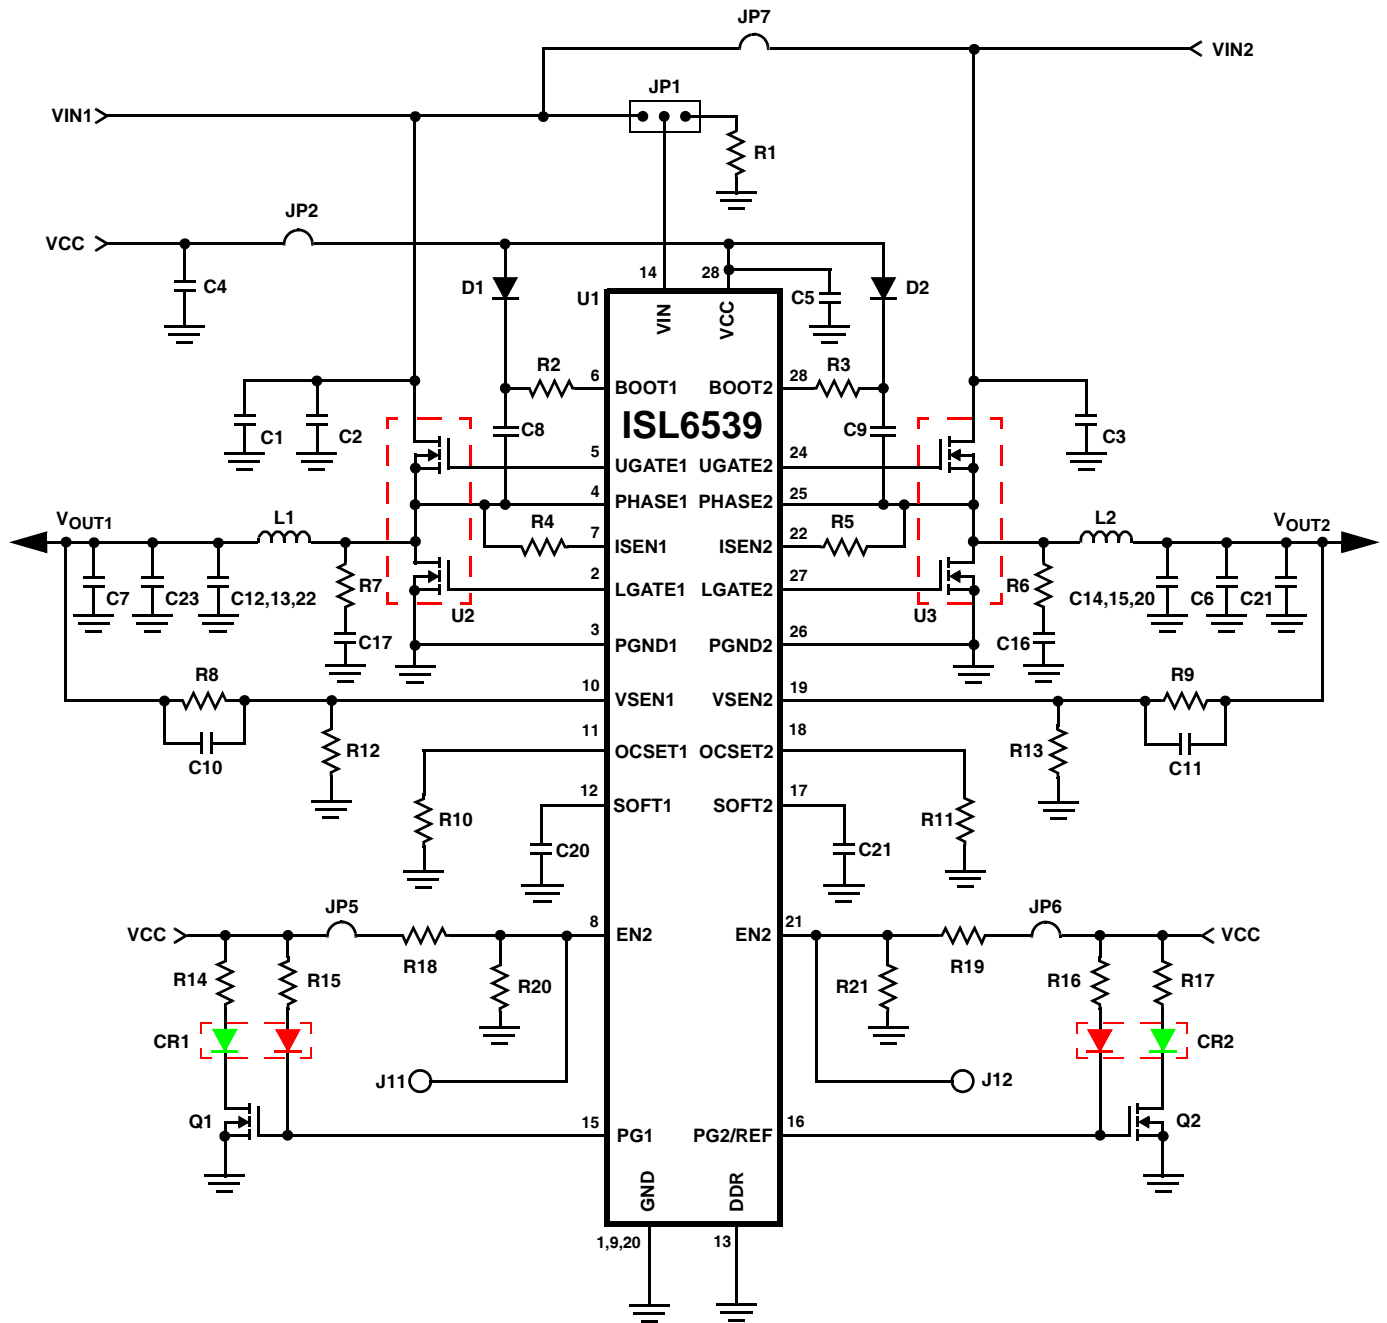 JP7
VIN2
JP1
VIN1
R1
JP2
VCC
C4
D1
14
28
U1
VIN
VCC
C5
D2
R2
6
BOOT1
BOOT2
28
R3
ISL6539
C1
C2
C8
C9
C3
5
UGATE1
UGATE2
24
4
PHASE1
PHASE2
25
VOUT1
L1
R4
7
ISEN1
ISEN2
22
R5
L2
VOUT2
C7
C23
C12,13,22
R7
2
LGATE1
LGATE2
27
R6
C14,15,20
C6
C21
U2
U3
C17
3
PGND1
PGND2
26
C16
R8
10
VSEN1
VSEN2
19
R9
C10
R12
11
OCSET1
OCSET2
18
R13
C11
12
SOFT1
SOFT2
17
R10
R11
C20
C21
VCC
JP5
8
EN2
EN2
21
JP6
VCC
R14
R15
R18
R20
R21
R19
R16
R17
CR1
CR2
J11
J12
Q1
15
PG1
PG2/REF
16
Q2
GND
DDR
1,9,20
13